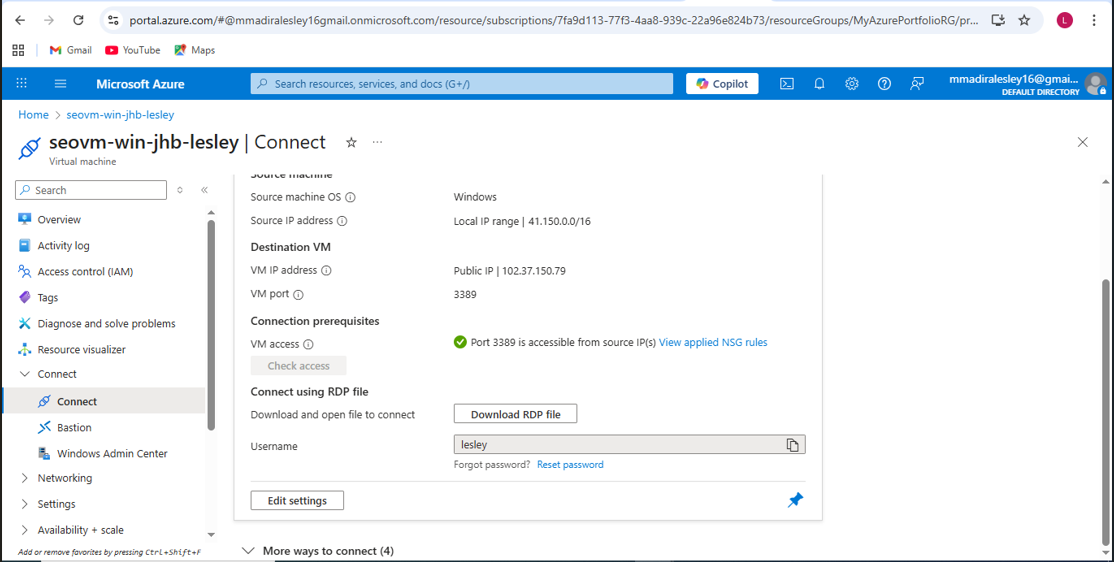 portal.azure.com/#@mmadiralesley16gmail.onmicrosoft.com/resource/subscriptions/7fa9d113-77f3-4aa8-939c-22a96e824b73/resourceGroups/MyAzurePortfolioRG/pr...
L
Gmail YouTube Maps
Microsoft Azure
Search resources, services, and docs (G+/)
Copilot
mmadiralesley16@gmai...
DEFAULT DIRECTORY
Home > seovm-win-jhb-lesley
seovm-win-jhb-lesley | Connect
Virtual machine
Search
Overview
Activity log
Access control (IAM)
Tags
Diagnose and solve problems
Resource visualizer
Connect
Connect
Bastion
Windows Admin Center
Networking
Settings
Availability + scale
Add or remove favorites by pressing Ctrl+Shift+F
Source machine
Source machine OS Windows
Source IP address Local IP range | 41.150.0.0/16
Destination VM
VM IP address Public IP | 102.37.150.79
VM port 3389
Connection prerequisites
VM access Port 3389 is accessible from source IP(s) View applied NSG rules
Check access
Connect using RDP file
Download and open file to connect Download RDP file
Username lesley
Forgot password? Reset password
Edit settings
More ways to connect (4)